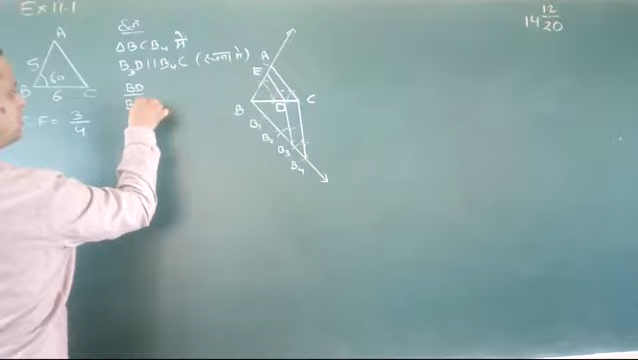 Ex 11.1
14 12/20
A
5
60
B 6 C
F = 3/4
ΔBCB₄ में
B₃D || B₄C (रचना से)
BD
B
A
E
B D C
B₁
B₂
B₃
B₄